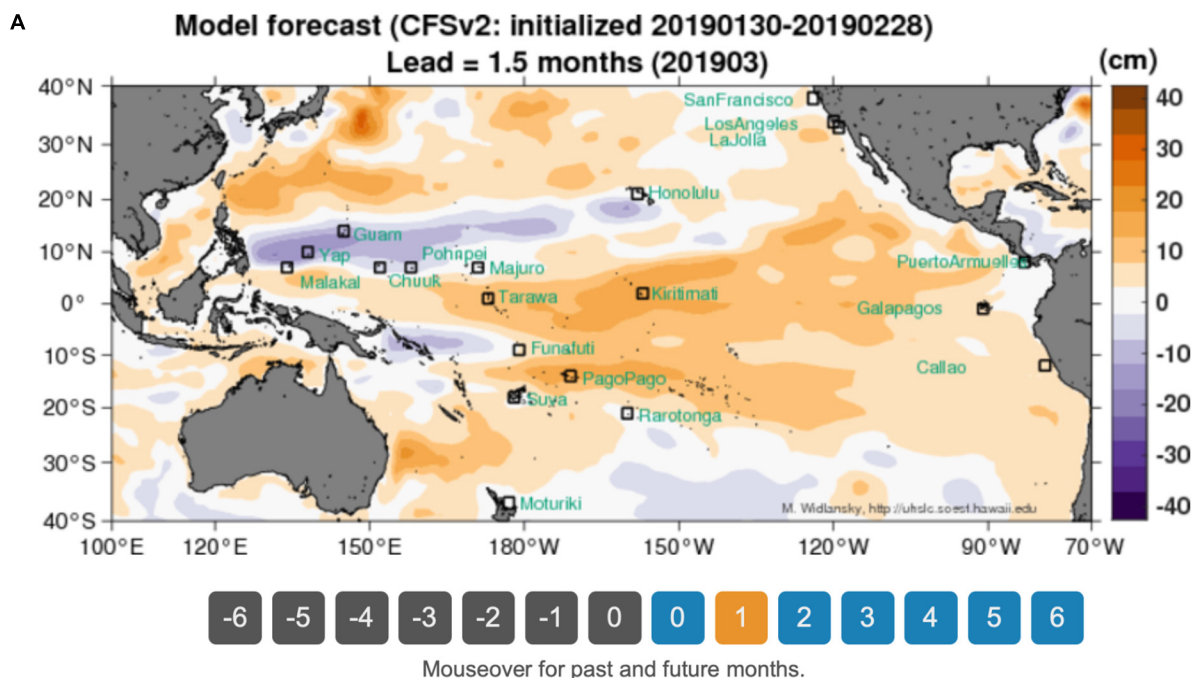 A
Model forecast (CFSv2: initialized 20190130-20190228)
Lead = 1.5 months (201903)
(cm)
40°N
30°N
20°N
10°N
0°
10°S
20°S
30°S
40°S
SanFrancisco
LosAngeles
LaJolla
Honolulu
Guam
Yap
Pohnpei
Malakal
Chuuk
Majuro
PuertoArmuelles
Tarawa
Kiritimati
Galapagos
Funafuti
Callao
PagoPago
Suva
Rarotonga
Moturiki
M. Widlansky, http://uhslc.soest.hawaii.edu
40
30
20
10
0
-10
-20
-30
-40
100°E 120°E 150°E 180°W 150°W 120°W 90°W 70°W
-6 -5 -4 -3 -2 -1 0 0 1 2 3 4 5 6
Mouseover for past and future months.